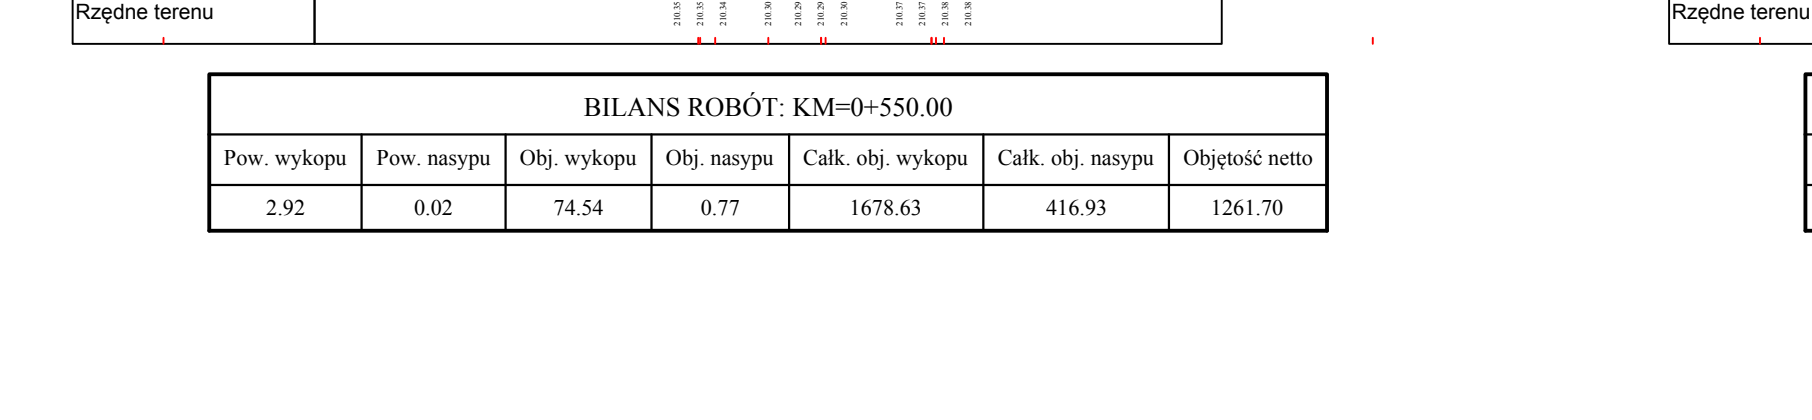 Rzędne terenu
210.35
210.35
210.34
210.30
210.29
210.29
210.30
210.37
210.37
210.38
210.38
Rzędne terenu
BILANS ROBÓT: KM=0+550.00
Pow. wykopu Pow. nasypu Obj. wykopu Obj. nasypu Całk. obj. wykopu Całk. obj. nasypu Objętość netto
2.92 0.02 74.54 0.77 1678.63 416.93 1261.70